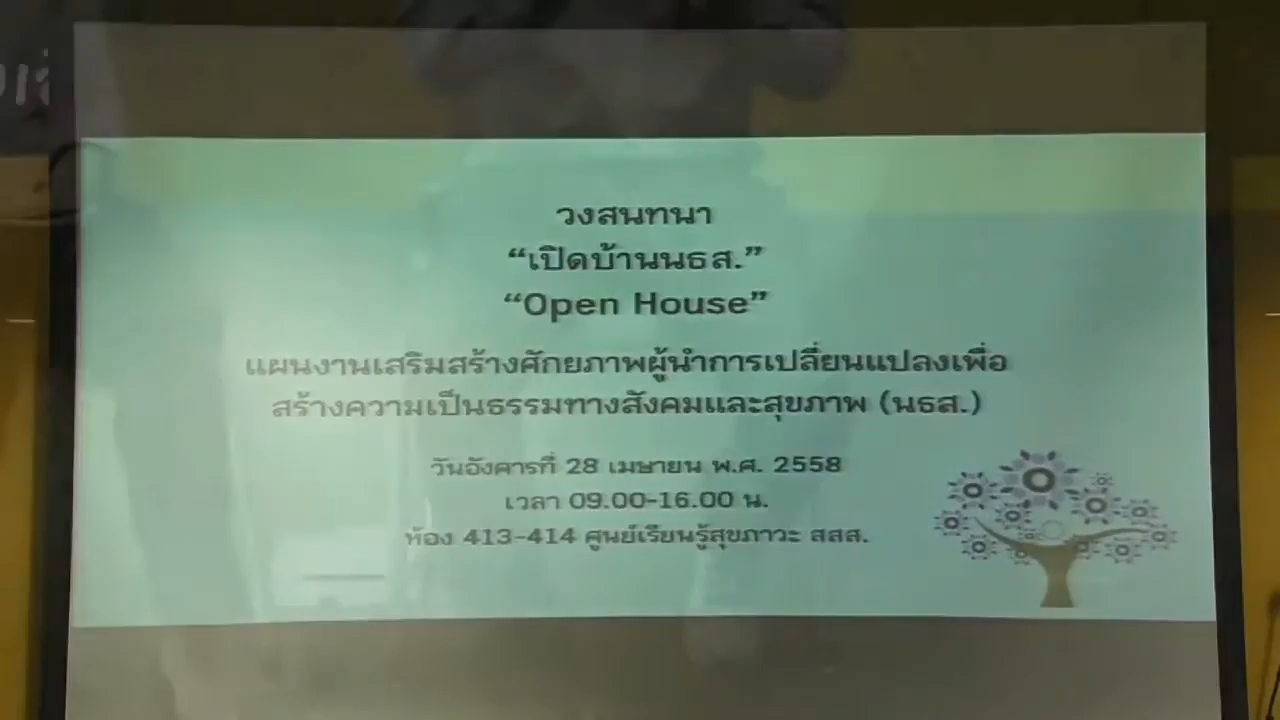 วงสนทนา
“เปิดบ้านนธส.”
“Open House”
แผนงานเสริมสร้างศักยภาพผู้นำการเปลี่ยนแปลงเพื่อ
สร้างความเป็นธรรมทางสังคมและสุขภาพ (นธส.)
วันอังคารที่ 28 เมษายน พ.ศ. 2558
เวลา 09.00-16.00 น.
ห้อง 413-414 ศูนย์เรียนรู้สุขภาวะ สสส.